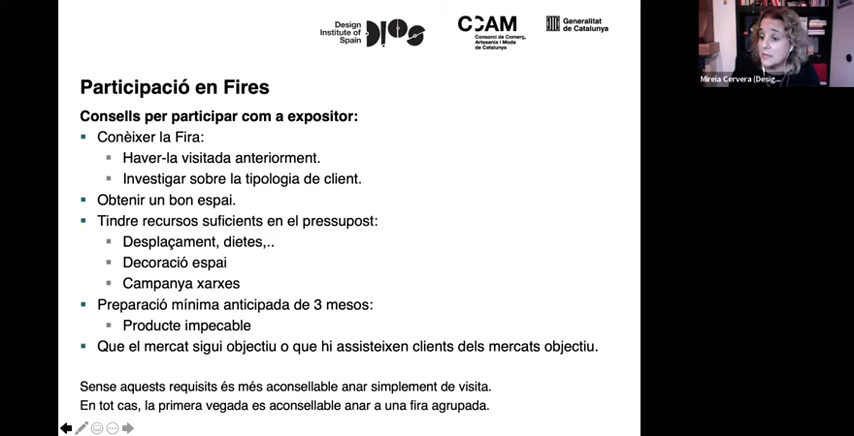 Design
Institute of
Spain
DIOS
CCAM
Consorci de Comerç,
Artesania i Moda
de Catalunya
Generalitat
de Catalunya
Mireia Cervera (Desig...
Participació en Fires
Consells per participar com a expositor:
Conèixer la Fira:
Haver-la visitada anteriorment.
Investigar sobre la tipologia de client.
Obtenir un bon espai.
Tindre recursos suficients en el pressupost:
Desplaçament, dietes,..
Decoració espai
Campanya xarxes
Preparació mínima anticipada de 3 mesos:
Producte impecable
Que el mercat sigui objectiu o que hi assisteixen clients dels mercats objectiu.
Sense aquests requisits és més aconsellable anar simplement de visita.
En tot cas, la primera vegada es aconsellable anar a una fira agrupada.